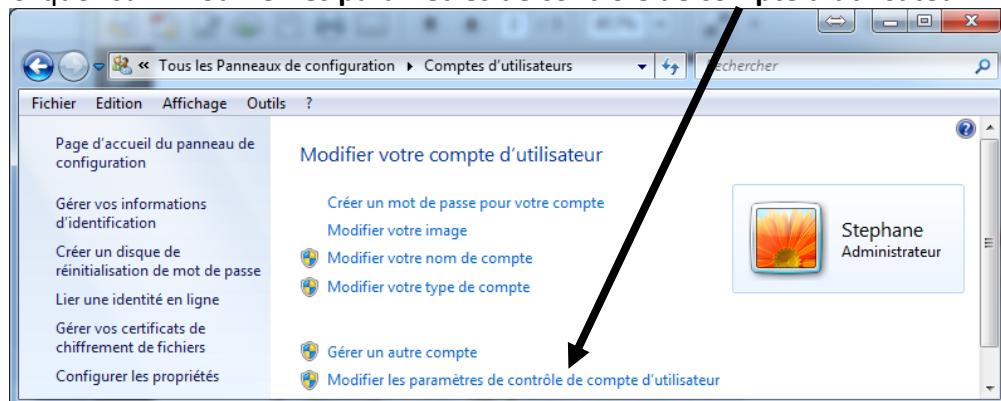 « Tous les Panneaux de configuration ▸ Comptes d'utilisateurs
Rechercher
Fichier Edition Affichage Outils ?
Page d'accueil du panneau de
configuration
Gérer vos informations
d'identification
Créer un disque de
réinitialisation de mot de passe
Lier une identité en ligne
Gérer vos certificats de
chiffrement de fichiers
Configurer les propriétés
Modifier votre compte d'utilisateur
Créer un mot de passe pour votre compte
Modifier votre image
Modifier votre nom de compte
Modifier votre type de compte
Gérer un autre compte
Modifier les paramètres de contrôle de compte d'utilisateur
Stephane
Administrateur